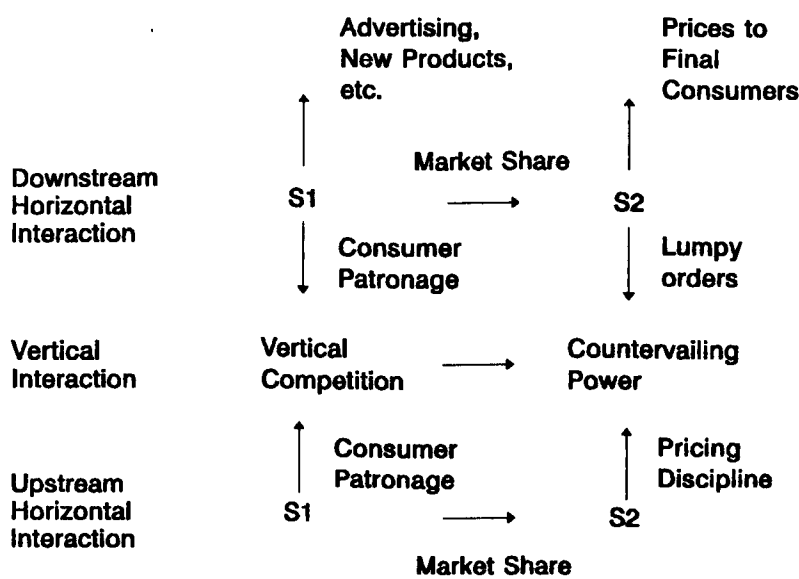 Advertising,
New Products,
etc.
Prices to
Final
Consumers
Market Share
Downstream
Horizontal
Interaction
S1
S2
Consumer
Patronage
Lumpy
orders
Vertical
Interaction
Vertical
Competition
Countervailing
Power
Consumer
Patronage
Pricing
Discipline
Upstream
Horizontal
Interaction
S1
S2
Market Share